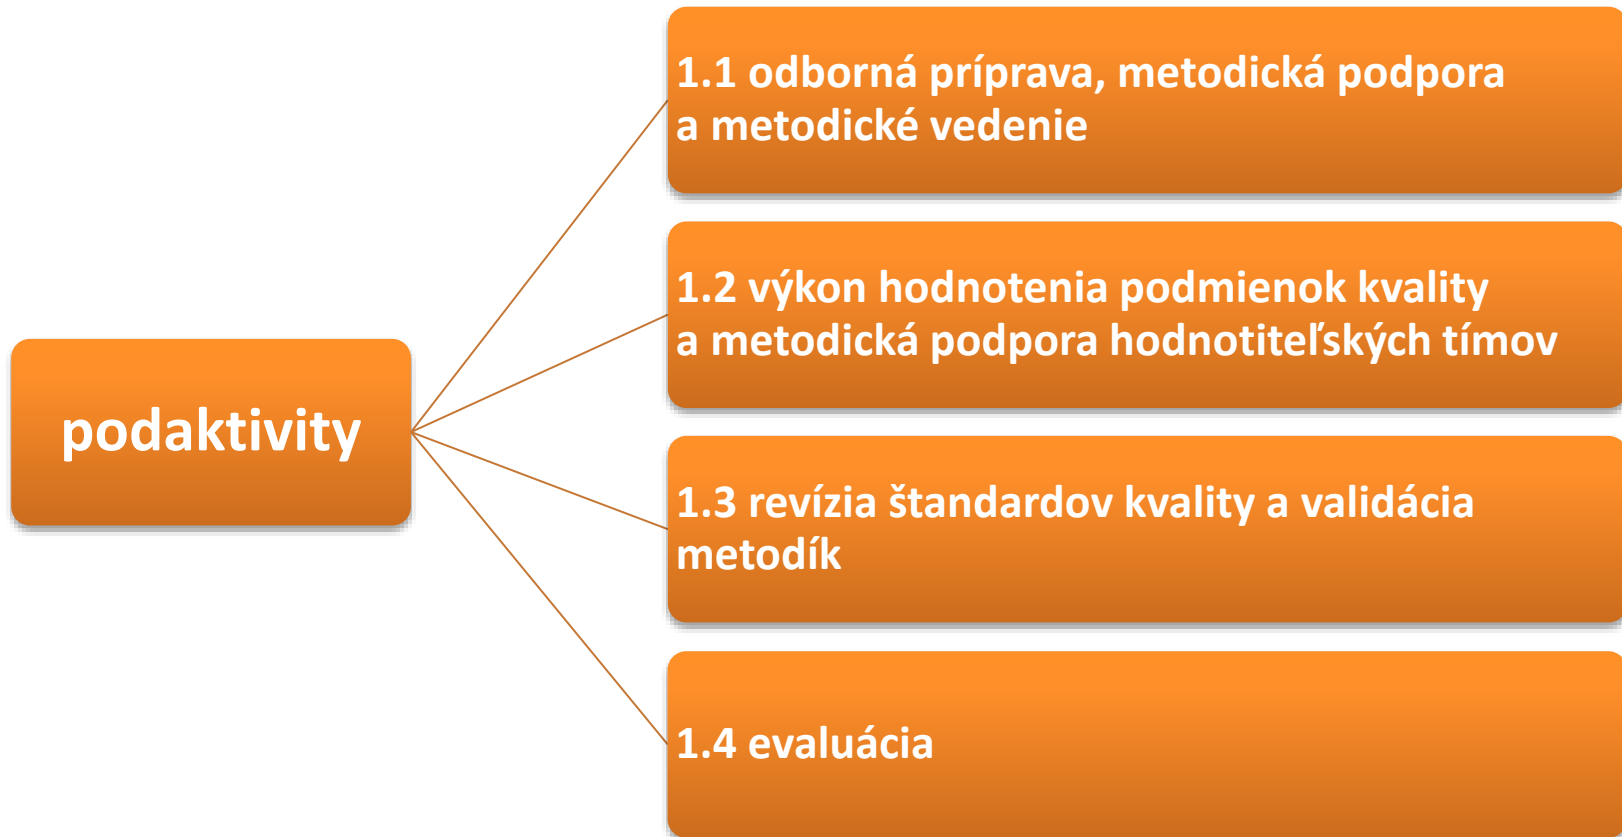 1.1 odborná príprava, metodická podpora
a metodické vedenie
1.2 výkon hodnotenia podmienok kvality
a metodická podpora hodnotiteľských tímov
podaktivity
1.3 revízia štandardov kvality a validácia
metodík
1.4 evaluácia